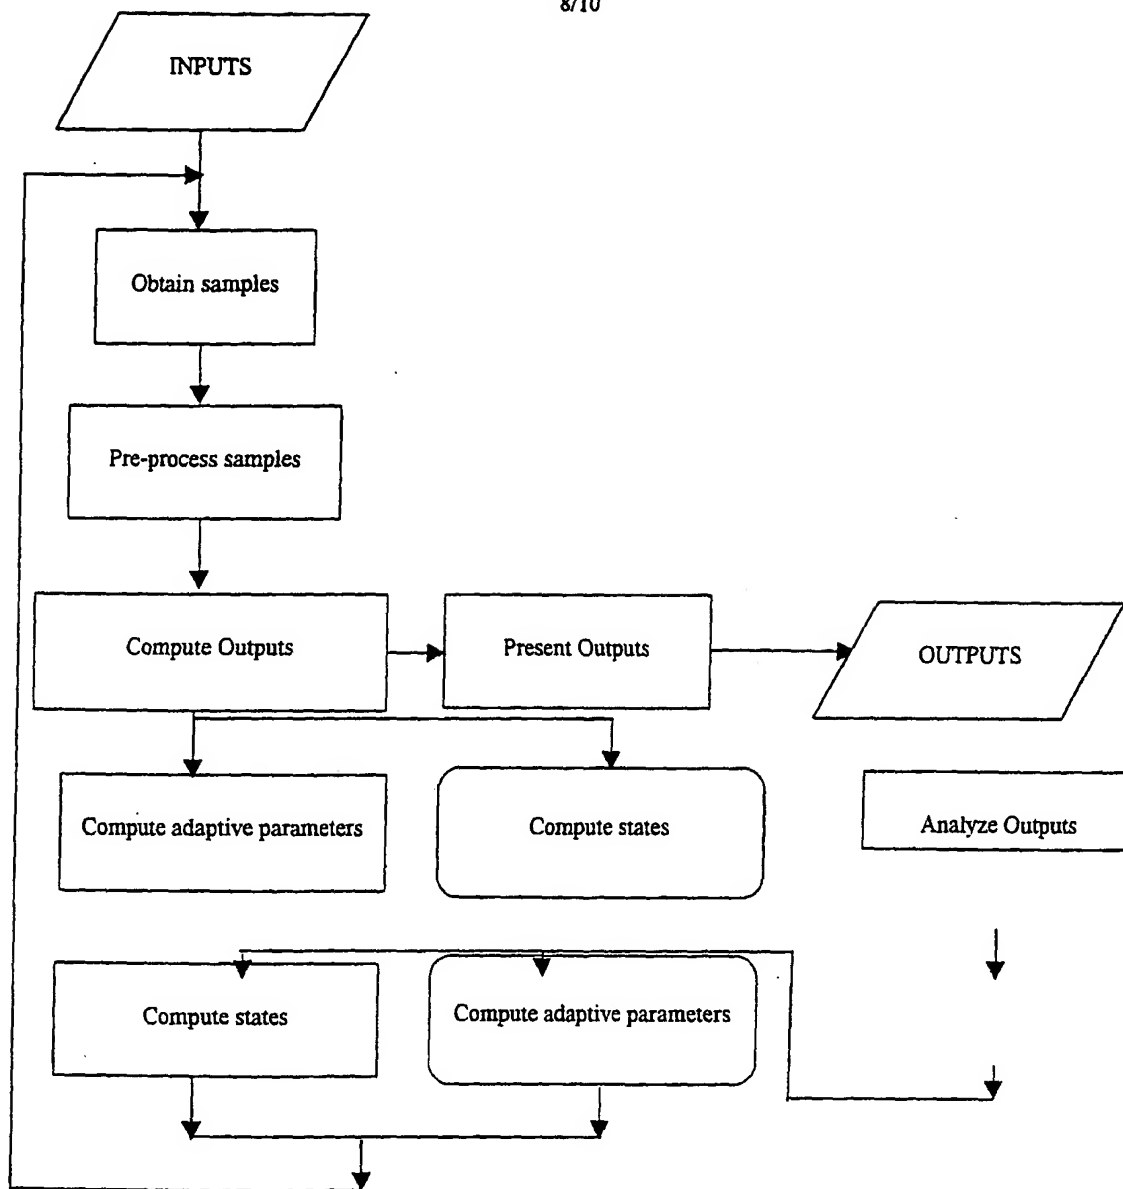 8/10
INPUTS
Obtain samples
Pre-process samples
Compute Outputs
Present Outputs
OUTPUTS
Compute adaptive parameters
Compute states
Analyze Outputs
Compute states
Compute adaptive parameters